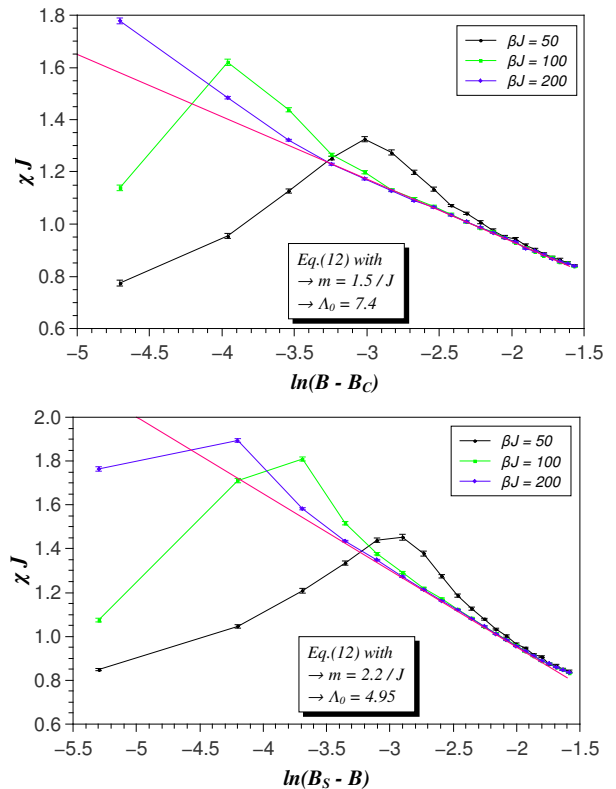 1.8
1.6
1.4
1.2
1.0
0.8
0.6
χ J
βJ = 50
βJ = 100
βJ = 200
Eq.(12) with
→ m = 1.5 / J
→ Λ₀ = 7.4
−5 −4.5 −4 −3.5 −3 −2.5 −2 −1.5
ln(B - B_C)
2.0
1.8
1.6
1.4
1.2
1.0
0.8
0.6
χ J
βJ = 50
βJ = 100
βJ = 200
Eq.(12) with
→ m = 2.2 / J
→ Λ₀ = 4.95
−5.5 −5 −4.5 −4 −3.5 −3 −2.5 −2 −1.5
ln(B_S - B)